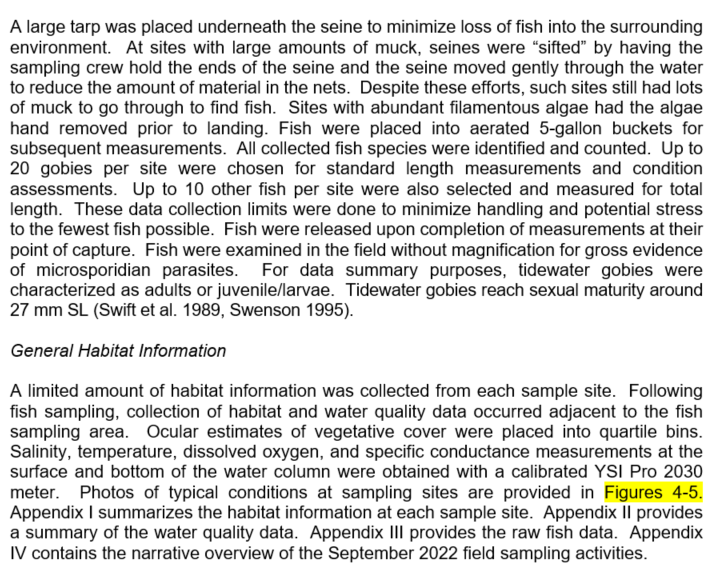 A large tarp was placed underneath the seine to minimize loss of fish into the surrounding
environment. At sites with large amounts of muck, seines were “sifted” by having the
sampling crew hold the ends of the seine and the seine moved gently through the water
to reduce the amount of material in the nets. Despite these efforts, such sites still had lots
of muck to go through to find fish. Sites with abundant filamentous algae had the algae
hand removed prior to landing. Fish were placed into aerated 5-gallon buckets for
subsequent measurements. All collected fish species were identified and counted. Up to
20 gobies per site were chosen for standard length measurements and condition
assessments. Up to 10 other fish per site were also selected and measured for total
length. These data collection limits were done to minimize handling and potential stress
to the fewest fish possible. Fish were released upon completion of measurements at their
point of capture. Fish were examined in the field without magnification for gross evidence
of microsporidian parasites. For data summary purposes, tidewater gobies were
characterized as adults or juvenile/larvae. Tidewater gobies reach sexual maturity around
27 mm SL (Swift et al. 1989, Swenson 1995).
General Habitat Information
A limited amount of habitat information was collected from each sample site. Following
fish sampling, collection of habitat and water quality data occurred adjacent to the fish
sampling area. Ocular estimates of vegetative cover were placed into quartile bins.
Salinity, temperature, dissolved oxygen, and specific conductance measurements at the
surface and bottom of the water column were obtained with a calibrated YSI Pro 2030
meter. Photos of typical conditions at sampling sites are provided in Figures 4-5.
Appendix I summarizes the habitat information at each sample site. Appendix II provides
a summary of the water quality data. Appendix III provides the raw fish data. Appendix
IV contains the narrative overview of the September 2022 field sampling activities.